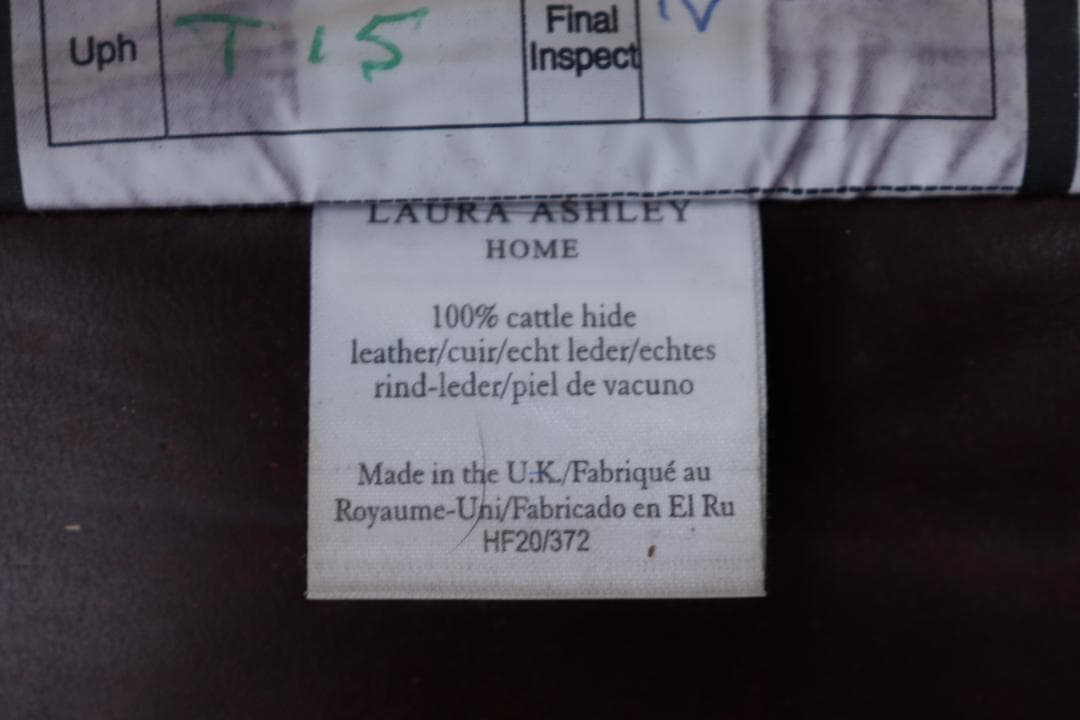 Uph T 15 Final
Inspect
LAURA ASHLEY
HOME
100% cattle hide
leather/cuir/echt leder/echtes
rind-leder/piel de vacuno
Made in the U.K./Fabriqué au
Royaume-Uni/Fabricado en El Ru
HF20/372